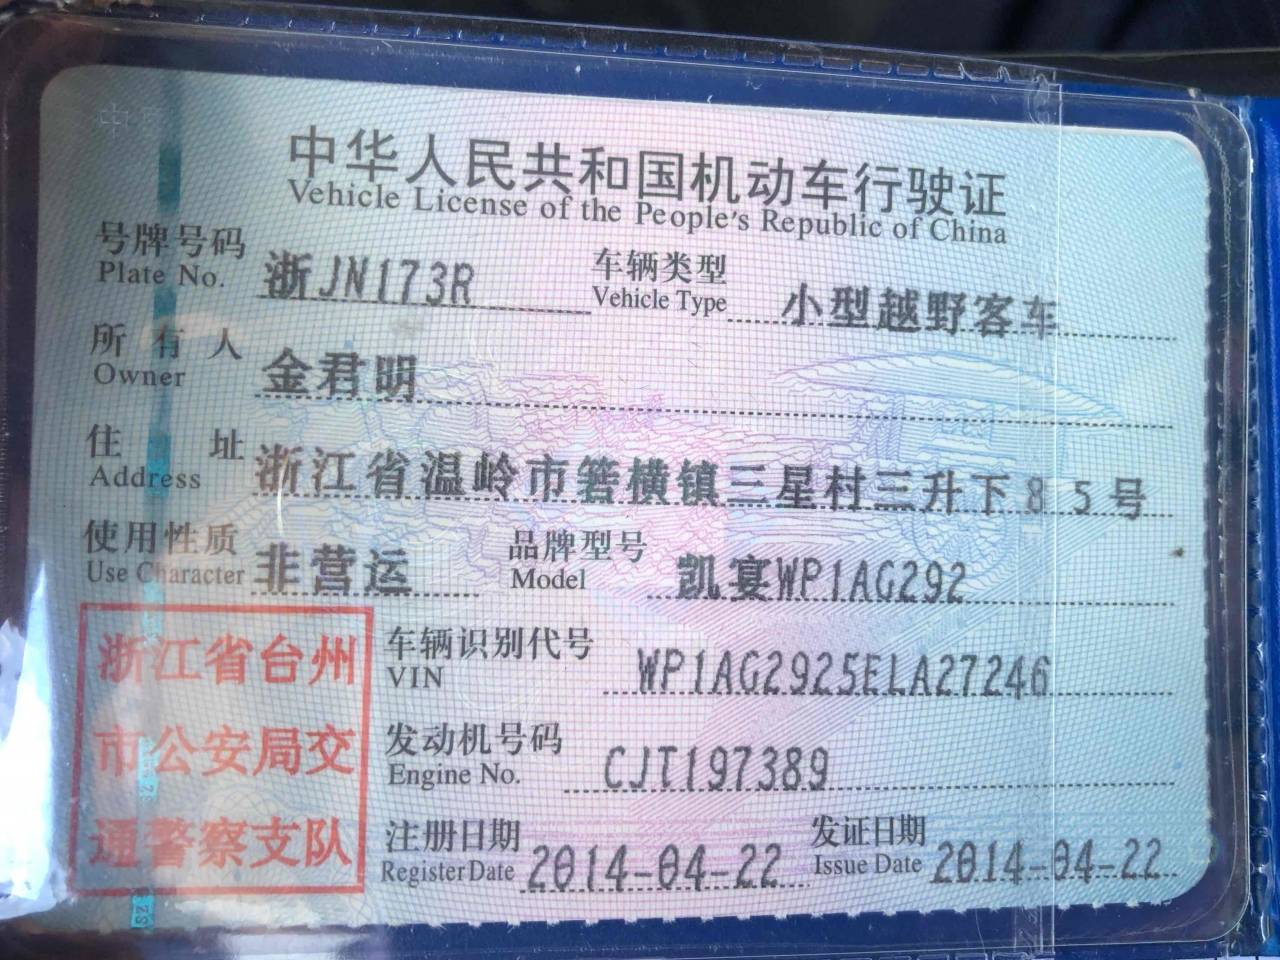 中华人民共和国机动车行驶证
Vehicle License of the People's Republic of China
号牌号码 浙JN173R 车辆类型 小型越野客车
Plate No. Vehicle Type
所有人 金君明
Owner
住址 浙江省温岭市箬横镇三星村三升下85号
Address
使用性质 非营运 品牌型号 凯宴WP1AG292
Use Character Model
浙江省台州
市公安局交
通警察支队
车辆识别代号 WP1AG2925ELA27246
VIN
发动机号码 CJT197389
Engine No.
注册日期 2014-04-22 发证日期 2014-04-22
Register Date Issue Date